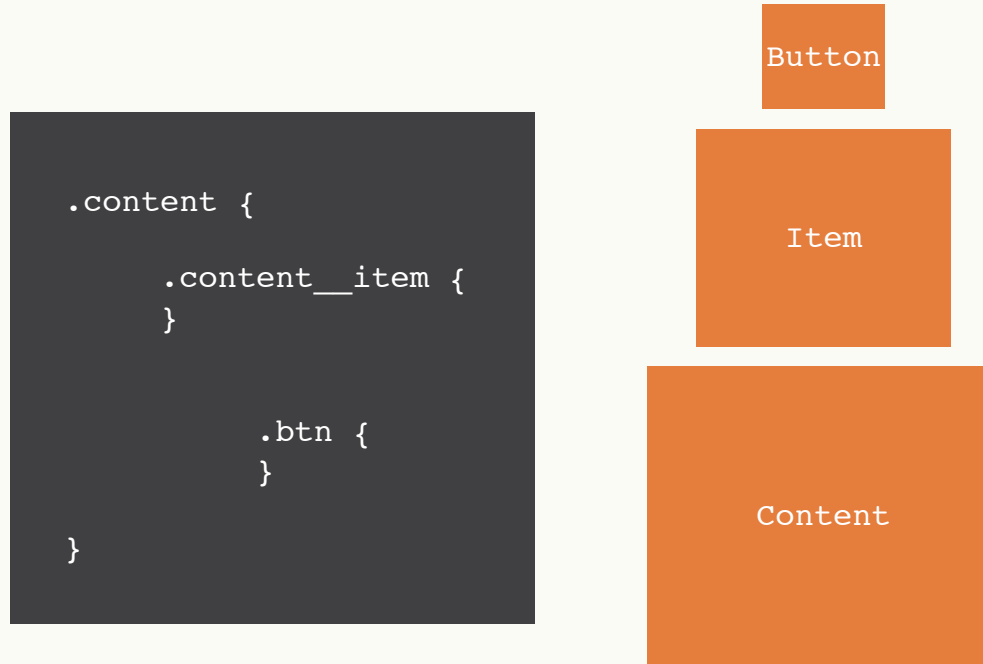 .content {
.content__item {
}
.btn {
}
}
Button
Item
Content